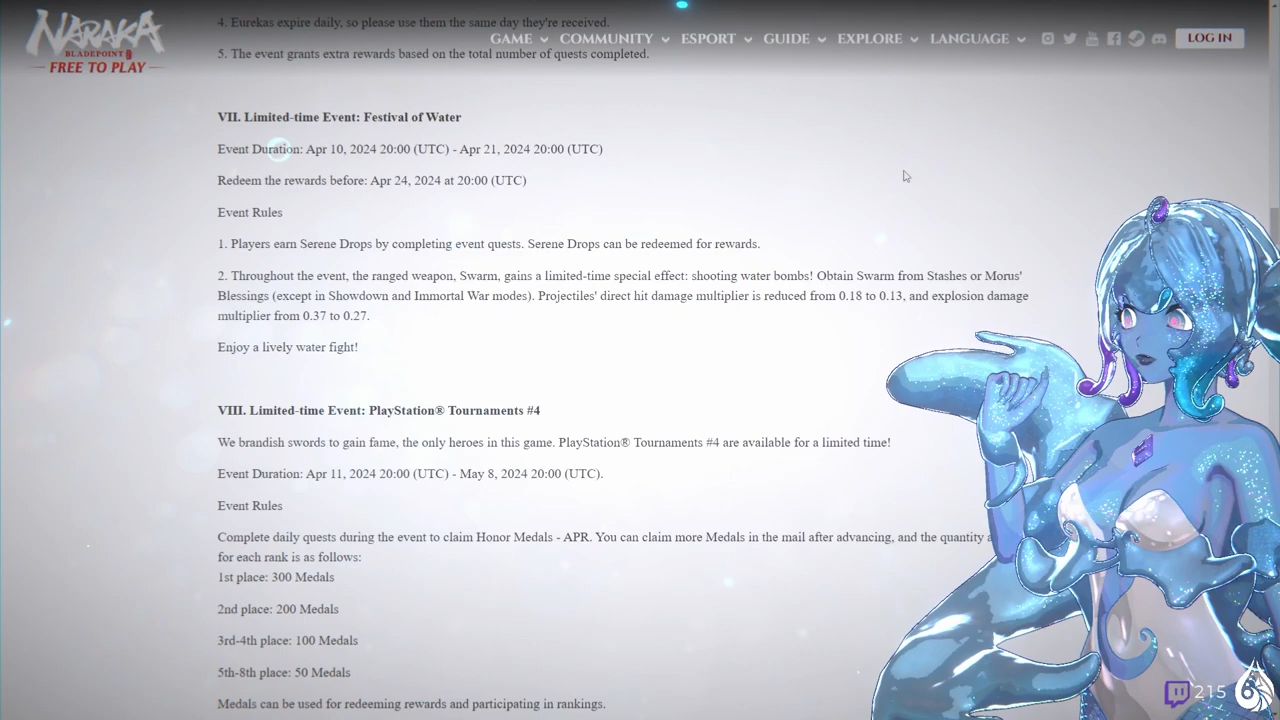 4. Eurekas expire daily, so please use them the same day they're received.
NARAKA
BLADEPOINT
FREE TO PLAY
GAME COMMUNITY ESPORT GUIDE EXPLORE LANGUAGE LOG IN
5. The event grants extra rewards based on the total number of quests completed.
VII. Limited-time Event: Festival of Water
Event Duration: Apr 10, 2024 20:00 (UTC) - Apr 21, 2024 20:00 (UTC)
Redeem the rewards before: Apr 24, 2024 at 20:00 (UTC)
Event Rules
1. Players earn Serene Drops by completing event quests. Serene Drops can be redeemed for rewards.
2. Throughout the event, the ranged weapon, Swarm, gains a limited-time special effect: shooting water bombs! Obtain Swarm from Stashes or Morus'
Blessings (except in Showdown and Immortal War modes). Projectiles' direct hit damage multiplier is reduced from 0.18 to 0.13, and explosion damage
multiplier from 0.37 to 0.27.
Enjoy a lively water fight!
VIII. Limited-time Event: PlayStation® Tournaments #4
We brandish swords to gain fame, the only heroes in this game. PlayStation® Tournaments #4 are available for a limited time!
Event Duration: Apr 11, 2024 20:00 (UTC) - May 8, 2024 20:00 (UTC).
Event Rules
Complete daily quests during the event to claim Honor Medals - APR. You can claim more Medals in the mail after advancing, and the quantity
for each rank is as follows:
1st place: 300 Medals
2nd place: 200 Medals
3rd-4th place: 100 Medals
5th-8th place: 50 Medals
Medals can be used for redeeming rewards and participating in rankings.
215